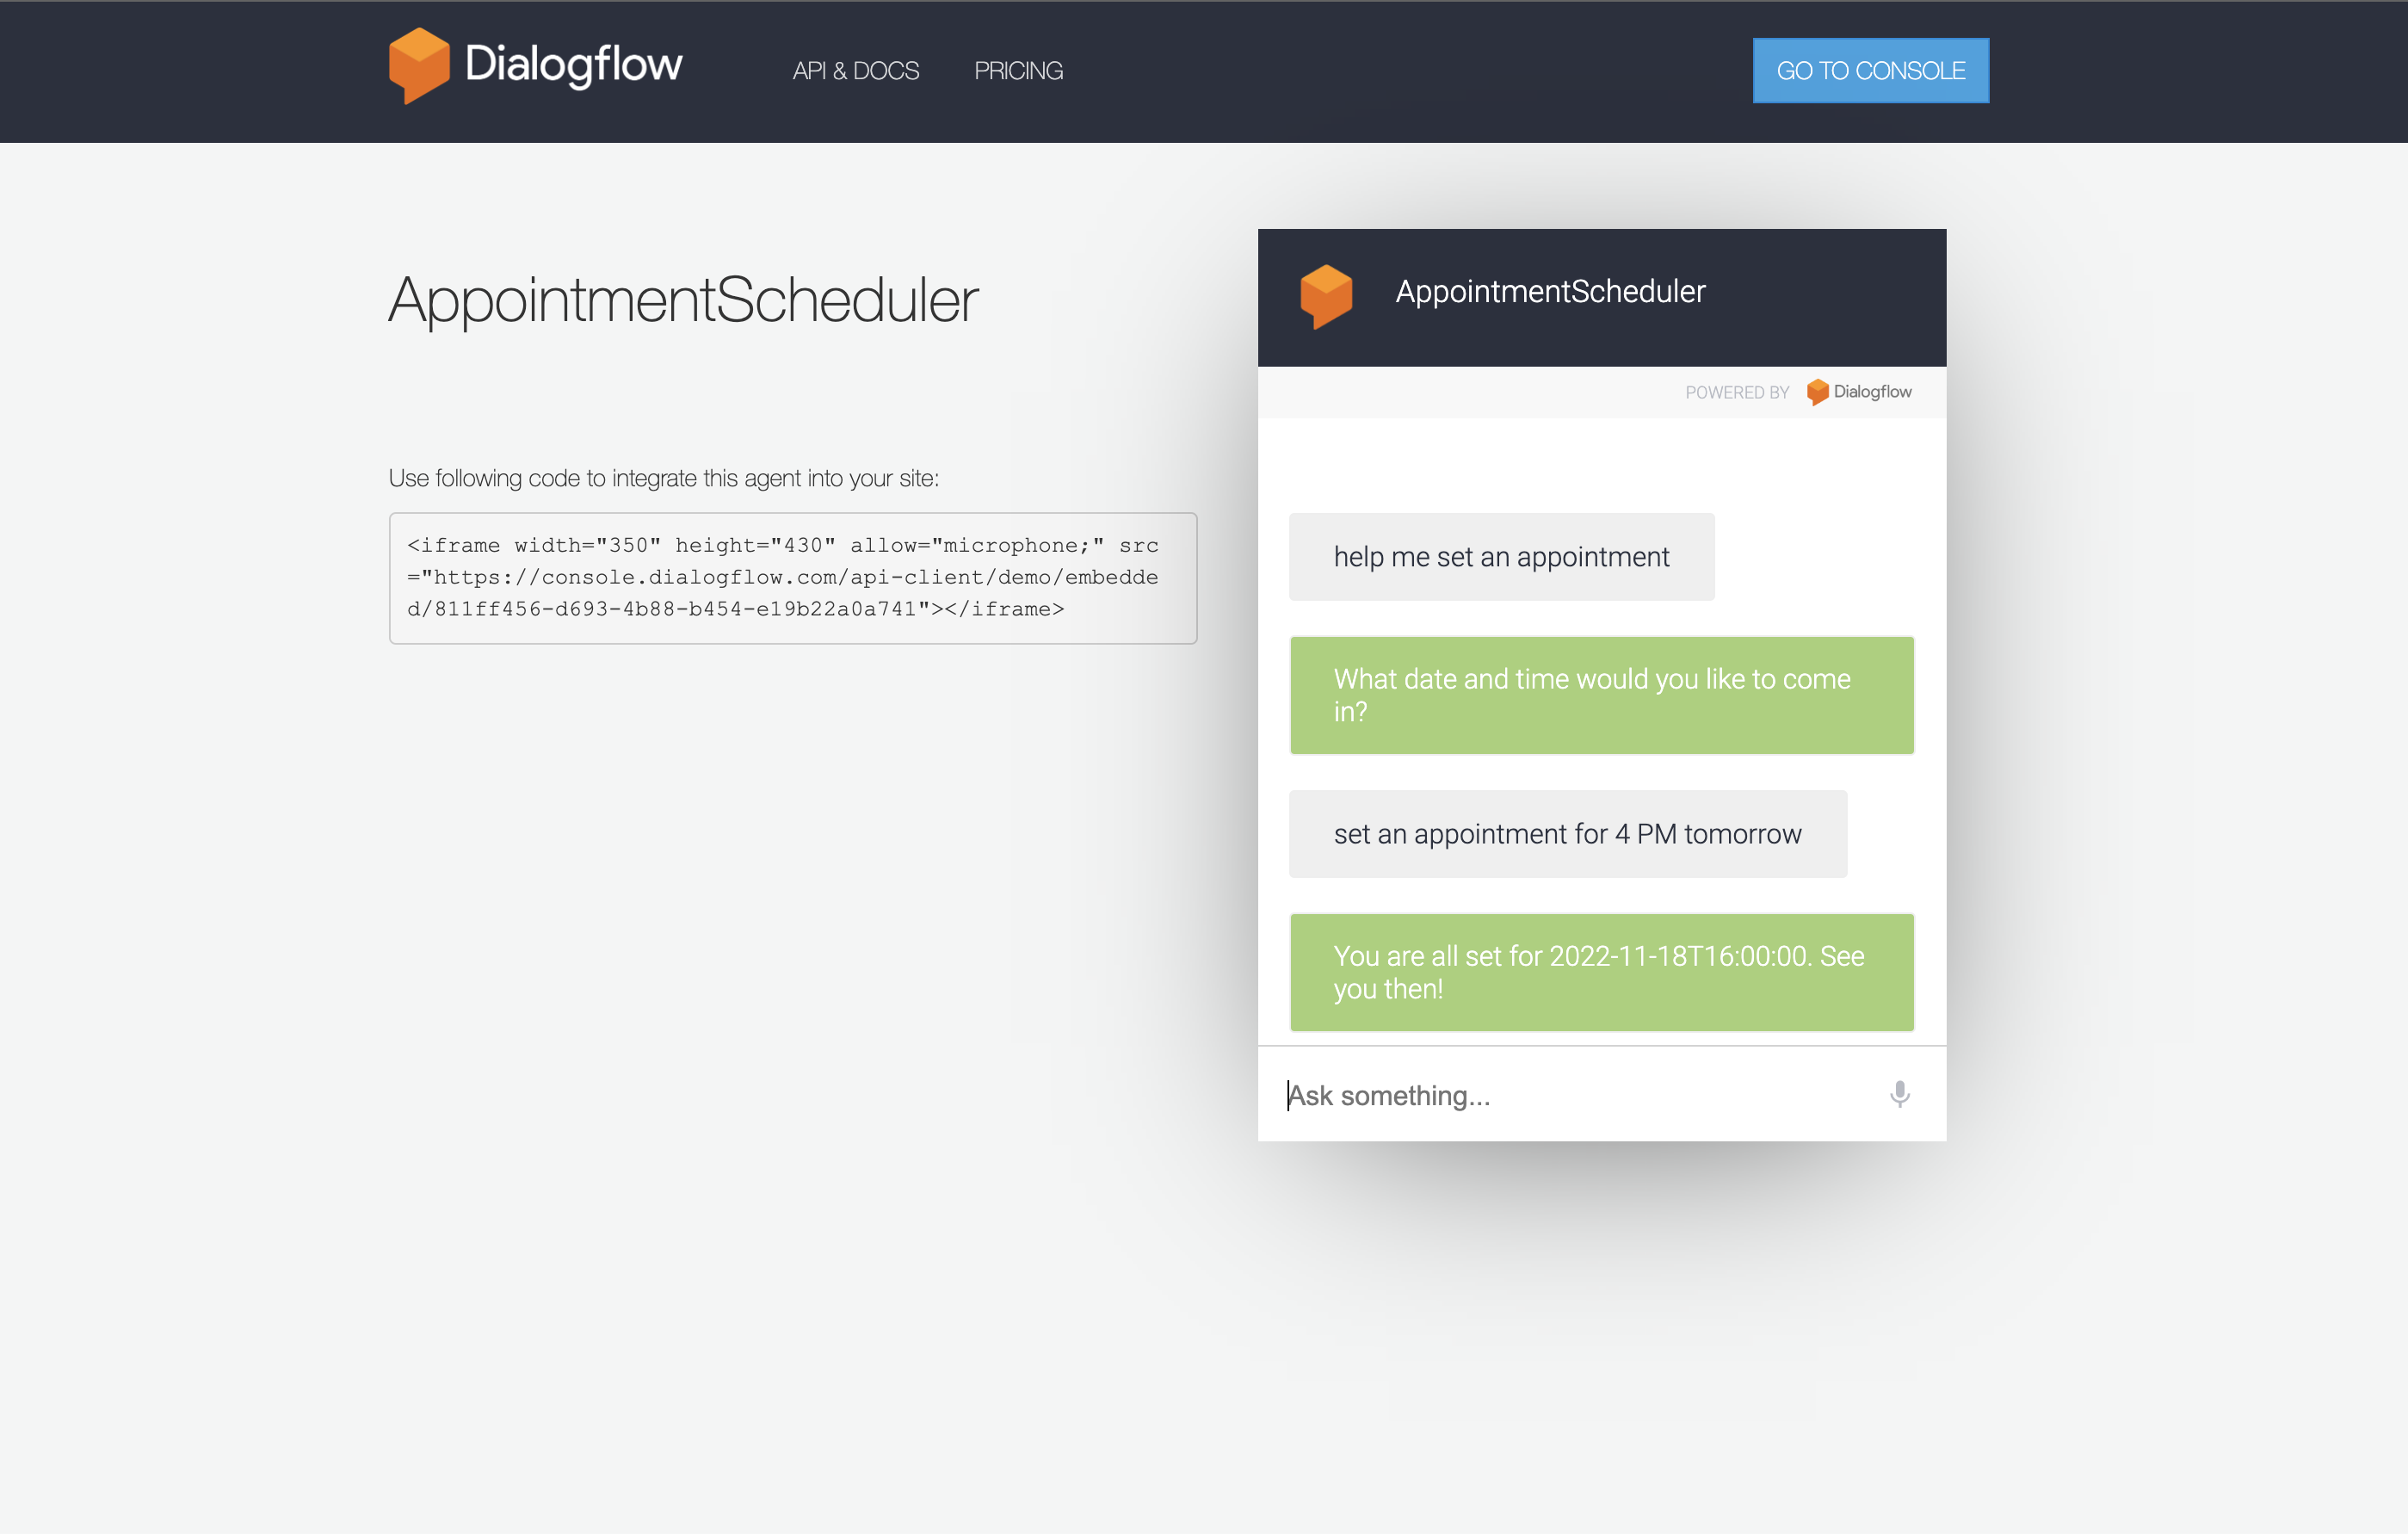 Dialogflow
API & DOCS
PRICING
GO TO CONSOLE
AppointmentScheduler
Use following code to integrate this agent into your site:
<iframe width="350" height="430" allow="microphone;" src
="https://console.dialogflow.com/api-client/demo/embedde
d/811ff456-d693-4b88-b454-e19b22a0a741"></iframe>
AppointmentScheduler
POWERED BY Dialogflow
help me set an appointment
What date and time would you like to come
in?
set an appointment for 4 PM tomorrow
You are all set for 2022-11-18T16:00:00. See
you then!
Ask something...